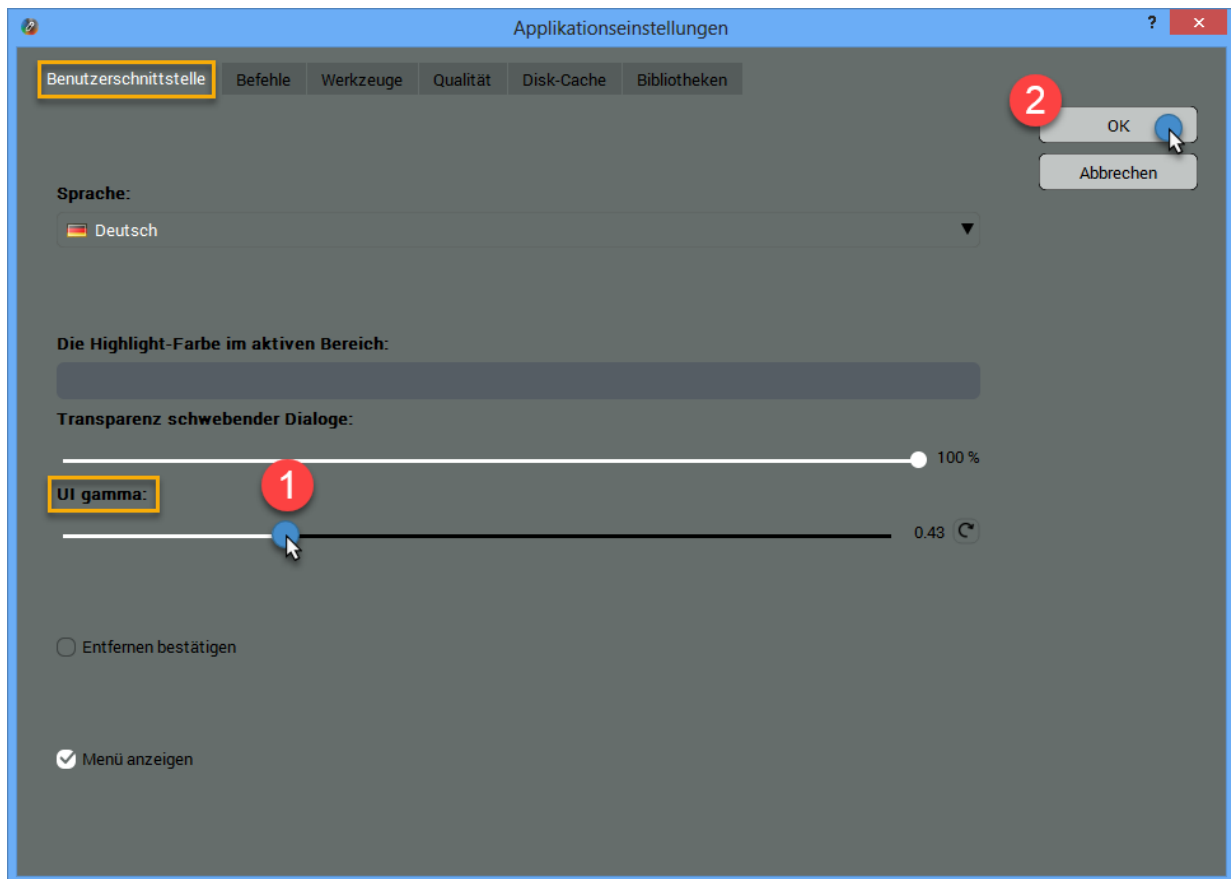 Applikationseinstellungen
?
×
Benutzerschnittstelle Befehle Werkzeuge Qualität Disk-Cache Bibliotheken
2
OK
Abbrechen
Sprache:
Deutsch
Die Highlight-Farbe im aktiven Bereich:
Transparenz schwebender Dialoge:
100 %
UI gamma:
1
0.43
Entfernen bestätigen
Menü anzeigen